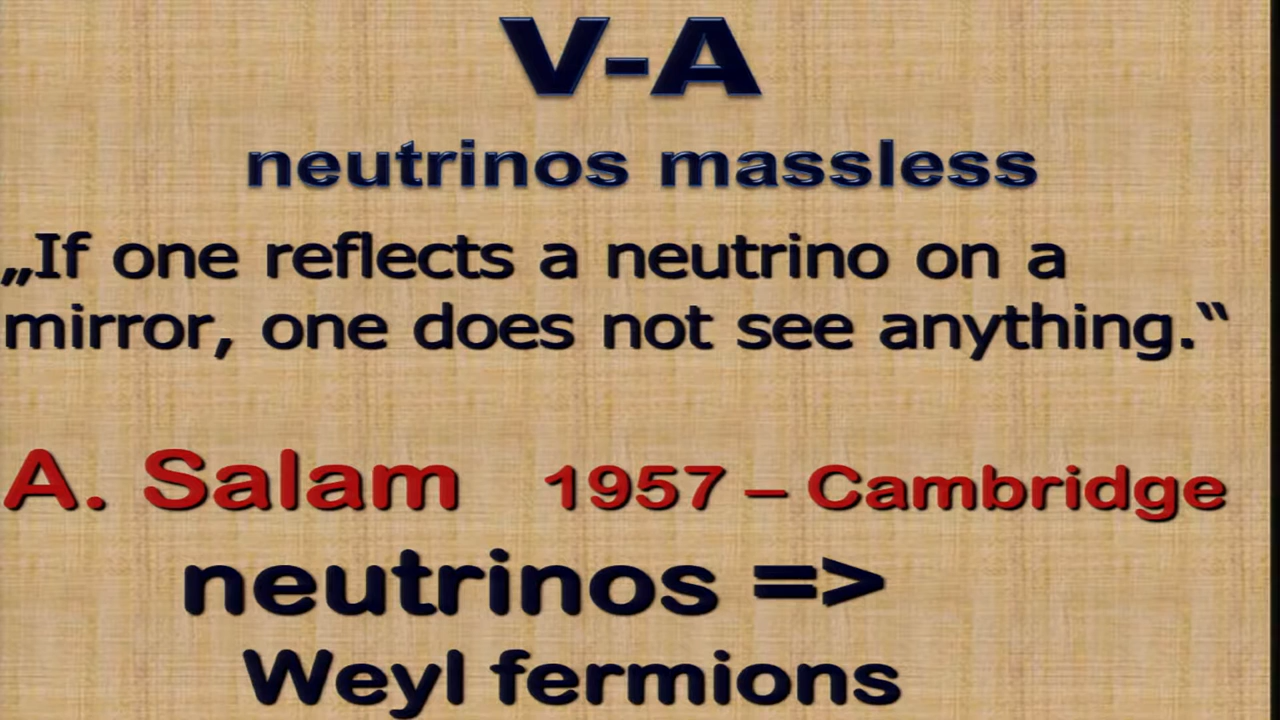 V-A
neutrinos massless
„If one reflects a neutrino on a
mirror, one does not see anything.“
A. Salam 1957 – Cambridge
neutrinos =>
Weyl fermions